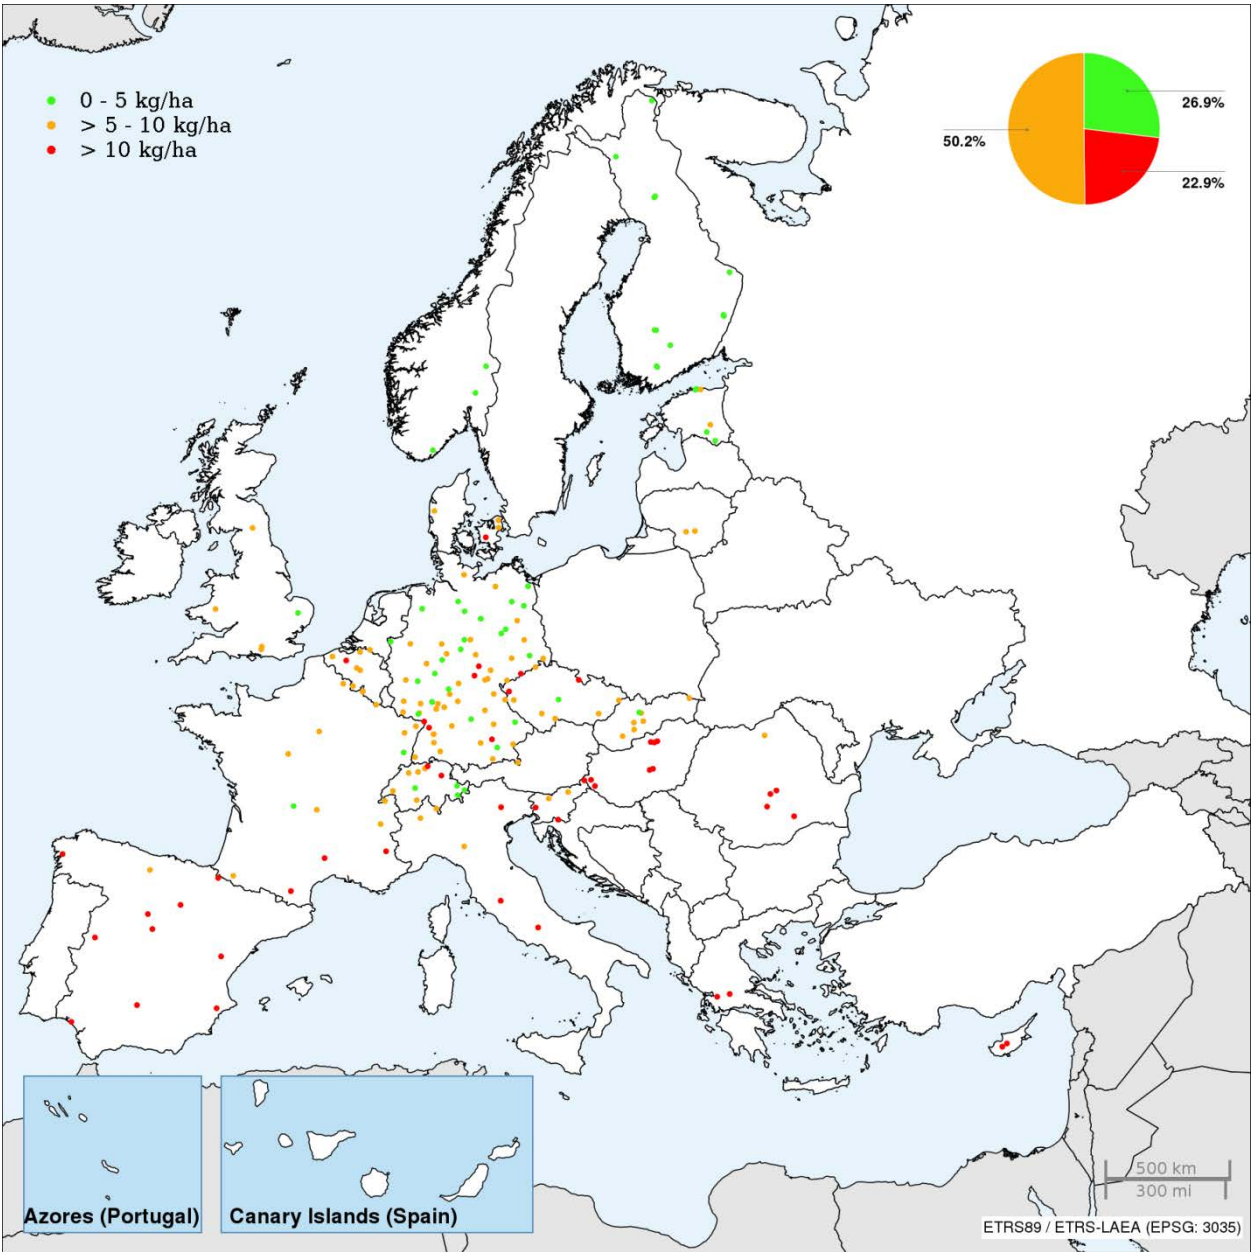 0 - 5 kg/ha
> 5 - 10 kg/ha
> 10 kg/ha
26.9%
50.2%
22.9%
500 km
300 mi
Azores (Portugal)
Canary Islands (Spain)
ETRS89 / ETRS-LAEA (EPSG: 3035)